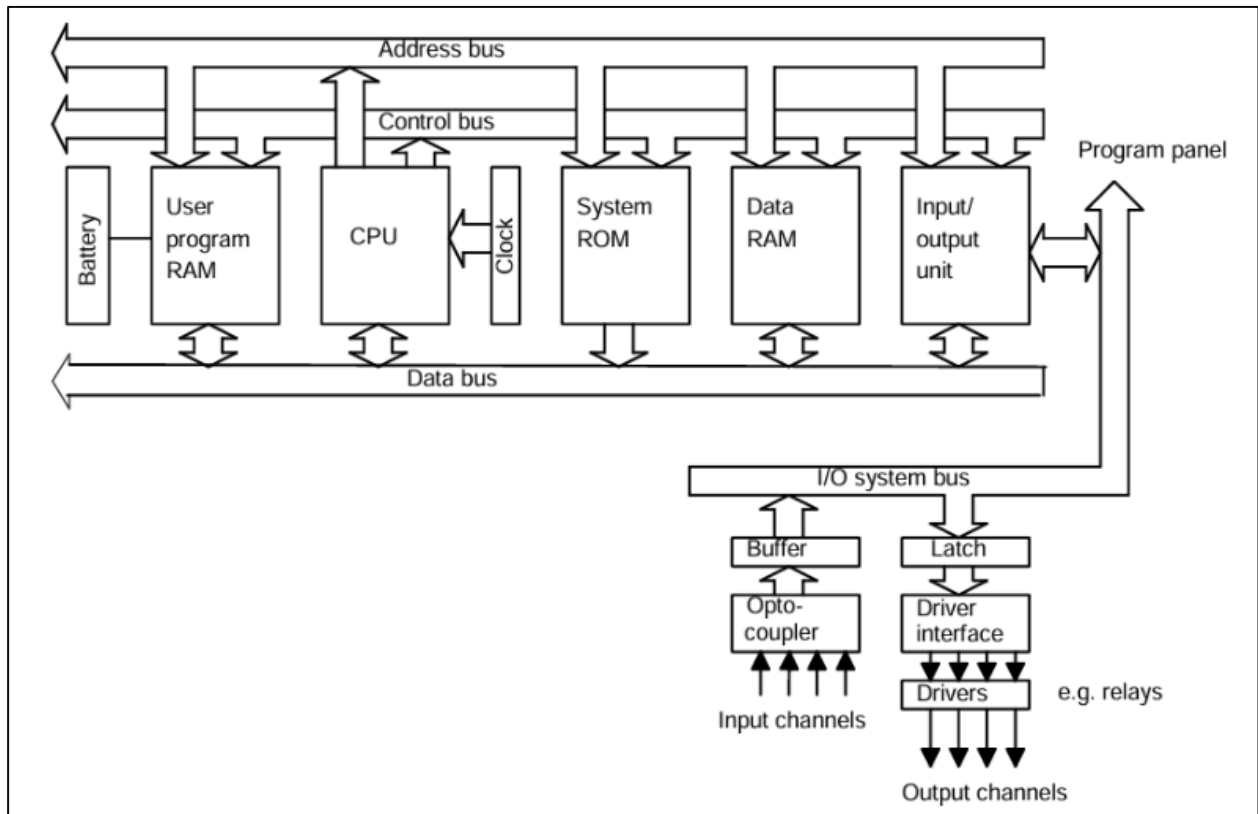 Address bus
Control bus
Program panel
Battery
User
program
RAM
CPU
Clock
System
ROM
Data
RAM
Input/
output
unit
Data bus
I/O system bus
Buffer
Latch
Opto-
coupler
Driver
interface
Drivers
e.g. relays
Input channels
Output channels